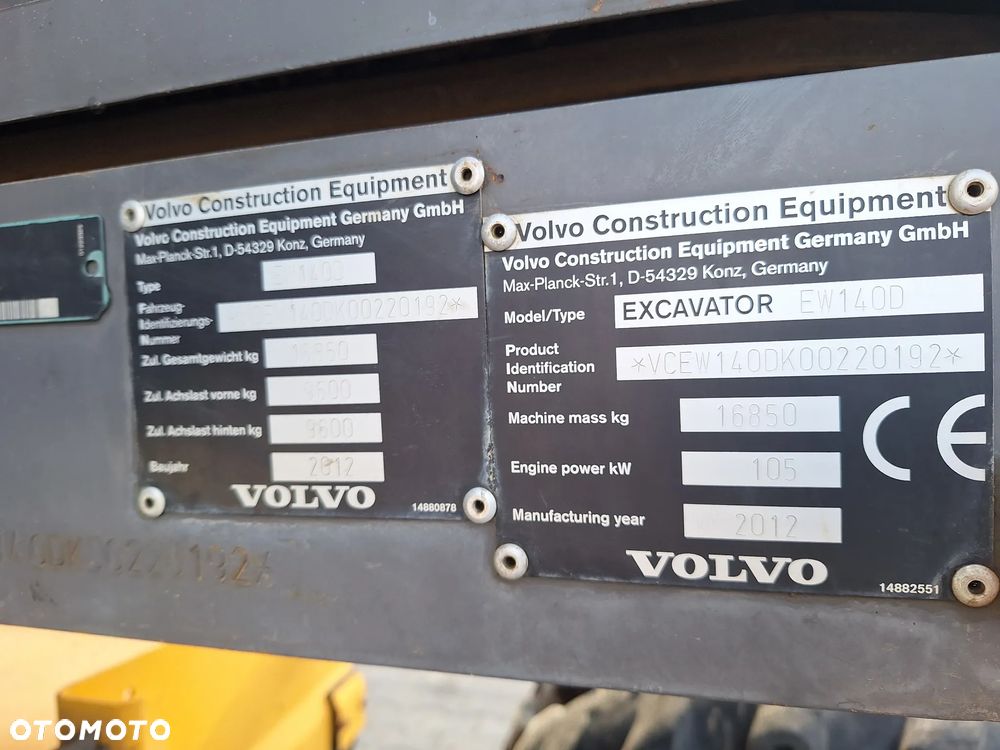 Volvo Construction Equipment
Volvo Construction Equipment Germany GmbH
Max-Planck-Str.1, D-54329 Konz, Germany
Type
Fahrzeug-
Identifizierungs-
Nummer 140DK00220192*
Zul. Gesamtgewicht kg 16850
Zul. Achslast vorne kg 9600
Zul. Achslast hinten kg 9600
Baujahr 2012
VOLVO
14880878
Volvo Construction Equipment
Volvo Construction Equipment Germany GmbH
Max-Planck-Str.1, D-54329 Konz, Germany
Model/Type EXCAVATOR EW140D
Product
Identification
Number *VCEW140DK00220192*
Machine mass kg 16850
Engine power kW 105
Manufacturing year 2012
CE
VOLVO
14882551
OTOMOTO